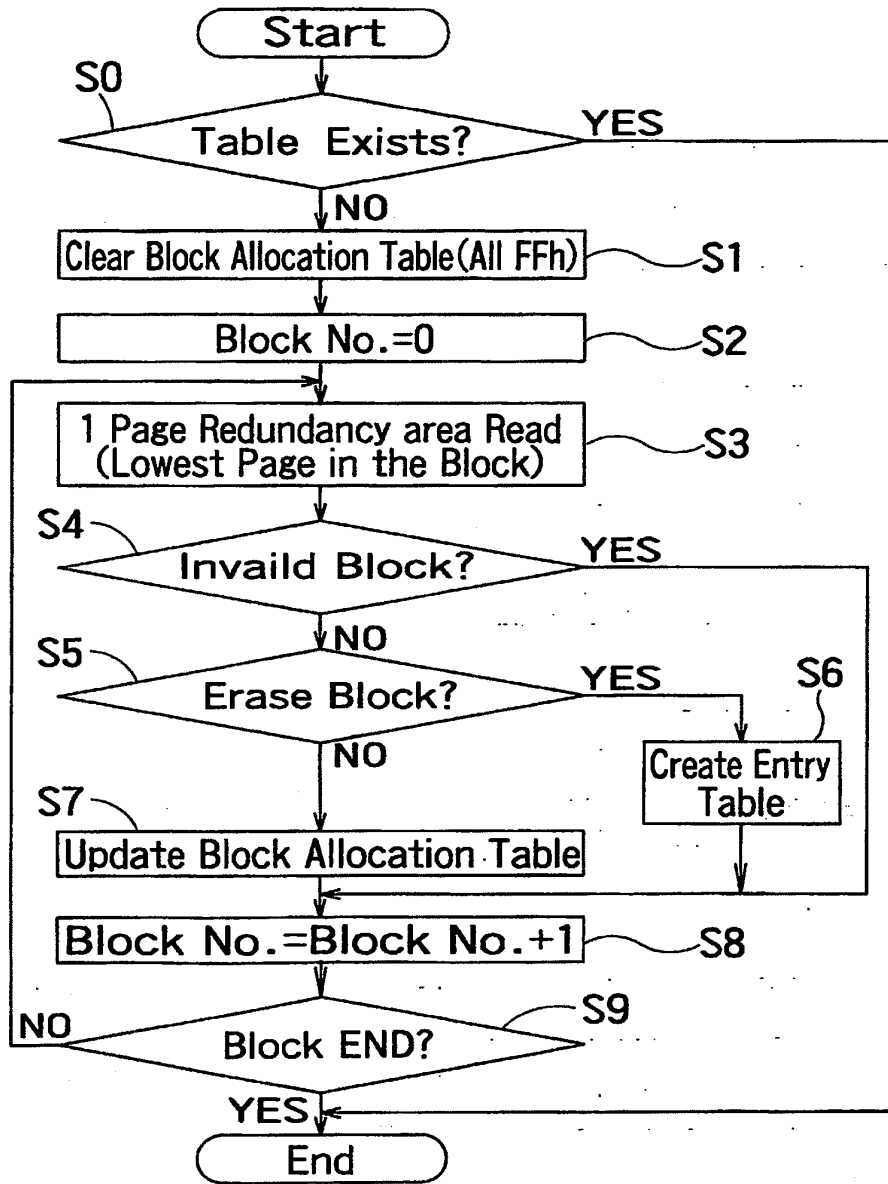 Start
S0
Table Exists?
YES
NO
Clear Block Allocation Table(All FFh)
S1
Block No.=0
S2
1 Page Redundancy area Read
(Lowest Page in the Block)
S3
S4
Invaild Block?
YES
NO
S5
Erase Block?
YES
S6
NO
Create Entry
Table
S7
Update Block Allocation Table
Block No.=Block No.+1
S8
S9
NO
Block END?
YES
End